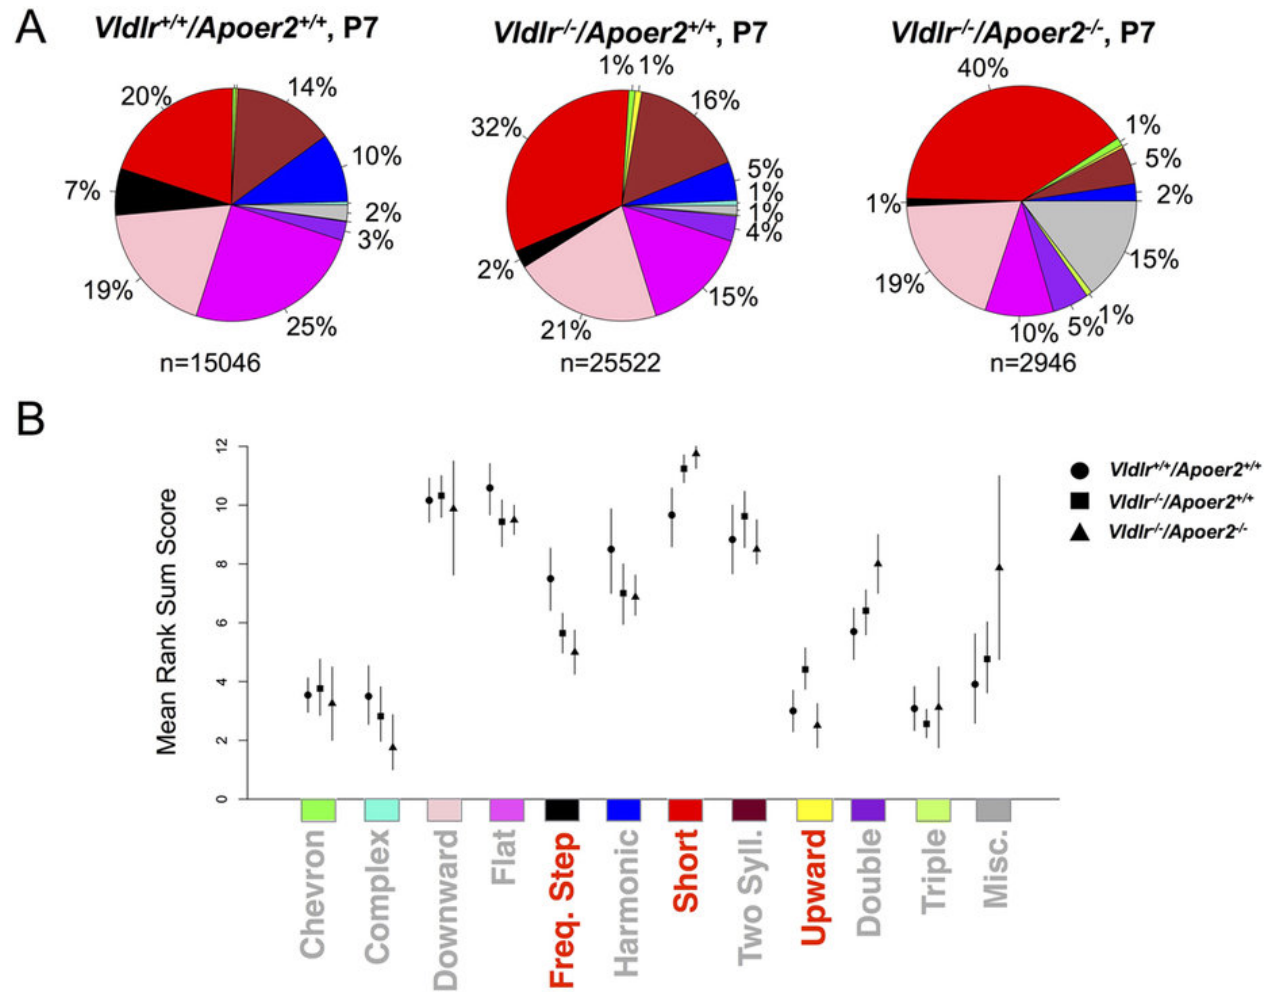 A
Vldlr+/+/Apoer2+/+, P7
Vldlr-/-/Apoer2+/+, P7
Vldlr-/-/Apoer2-/-, P7
20%
14%
10%
2%
3%
25%
19%
7%
n=15046
1%
1%
32%
16%
5%
1%
1%
4%
15%
21%
2%
n=25522
40%
1%
5%
2%
15%
1%
5%
10%
19%
1%
n=2946
B
Mean Rank Sum Score
12
10
8
6
4
2
0
Vldlr+/+/Apoer2+/+
Vldlr-/-/Apoer2+/+
Vldlr-/-/Apoer2-/-
Chevron
Complex
Downward
Flat
Freq. Step
Harmonic
Short
Two Syll.
Upward
Double
Triple
Misc.